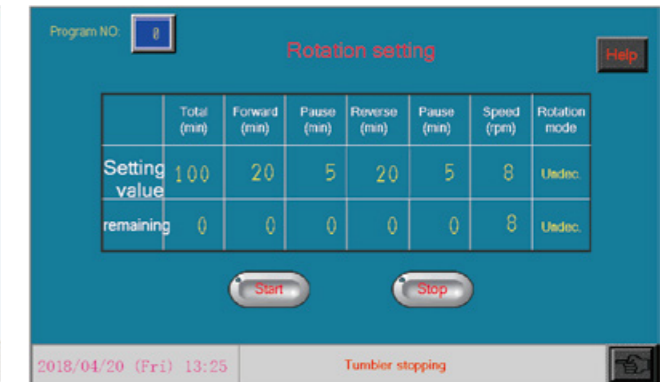 Program NO: 0
Rotation setting
Help
Total (min) Forward (min) Pause (min) Reverse (min) Pause (min) Speed (rpm) Rotation mode
Setting value 100 20 5 20 5 8 Undec.
remaining 0 0 0 0 0 8 Undec.
Start Stop
2018/04/20 (Fri) 13:25 Tumbler stopping